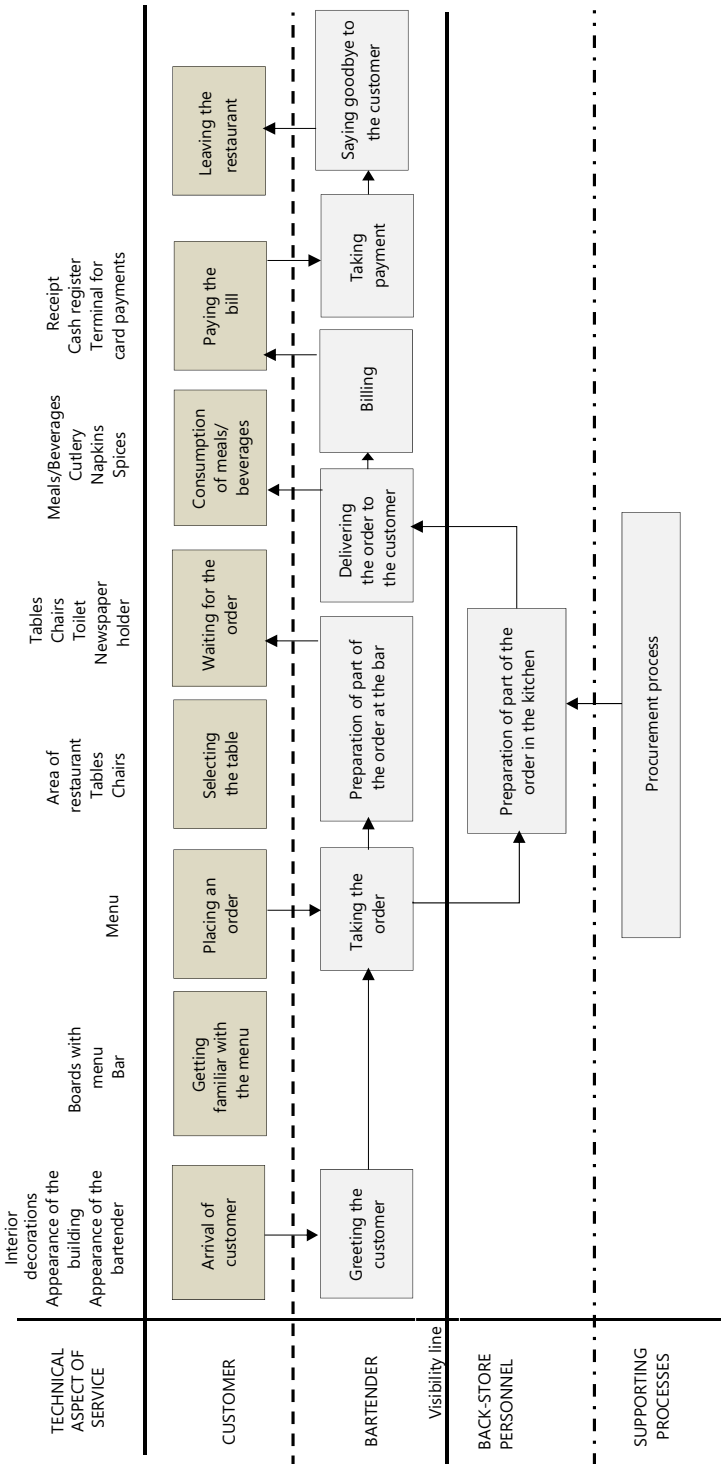 TECHNICAL
ASPECT OF
SERVICE
Interior
decorations
Appearance of the
building
Appearance of the
bartender
Boards with
menu
Bar
Menu
Area of
restaurant
Tables
Chairs
Tables
Chairs
Toilet
Newspaper
holder
Meals/Beverages
Cutlery
Napkins
Spices
Receipt
Cash register
Terminal for
card payments
CUSTOMER
Arrival of
customer
Getting
familiar with
the menu
Placing an
order
Selecting
the table
Waiting for the
order
Consumption
of meals/
beverages
Paying the
bill
Leaving the
restaurant
BARTENDER
Greeting the
customer
Taking the
order
Preparation of part of
the order at the bar
Delivering
the order to
the customer
Billing
Taking
payment
Saying goodbye to
the customer
Visibility line
BACK-STORE
PERSONNEL
Preparation of part of the
order in the kitchen
SUPPORTING
PROCESSES
Procurement process